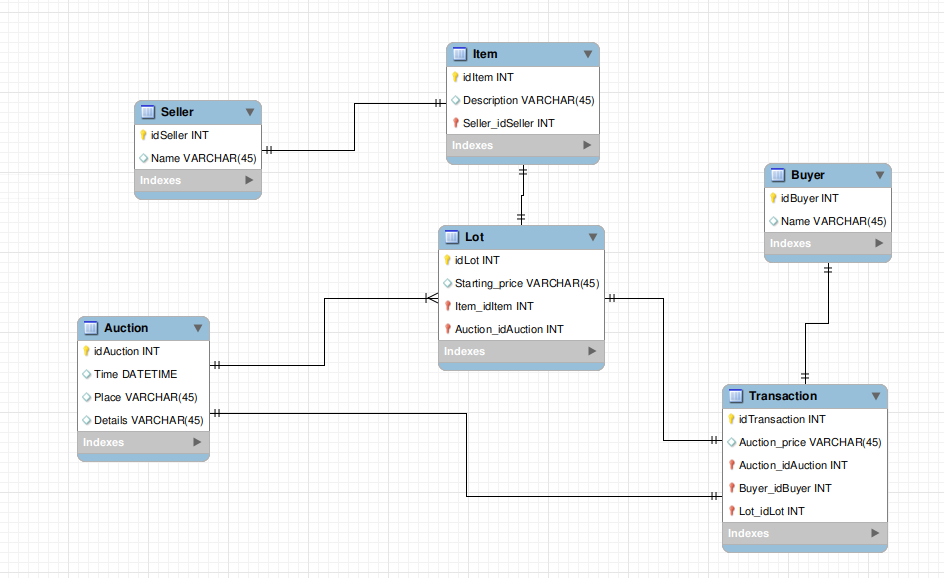 Item
idItem INT
Description VARCHAR(45)
Seller_idSeller INT
Indexes
Seller
idSeller INT
Name VARCHAR(45)
Indexes
Buyer
idBuyer INT
Name VARCHAR(45)
Indexes
Lot
idLot INT
Starting_price VARCHAR(45)
Item_idItem INT
Auction_idAuction INT
Indexes
Auction
idAuction INT
Time DATETIME
Place VARCHAR(45)
Details VARCHAR(45)
Indexes
Transaction
idTransaction INT
Auction_price VARCHAR(45)
Auction_idAuction INT
Buyer_idBuyer INT
Lot_idLot INT
Indexes